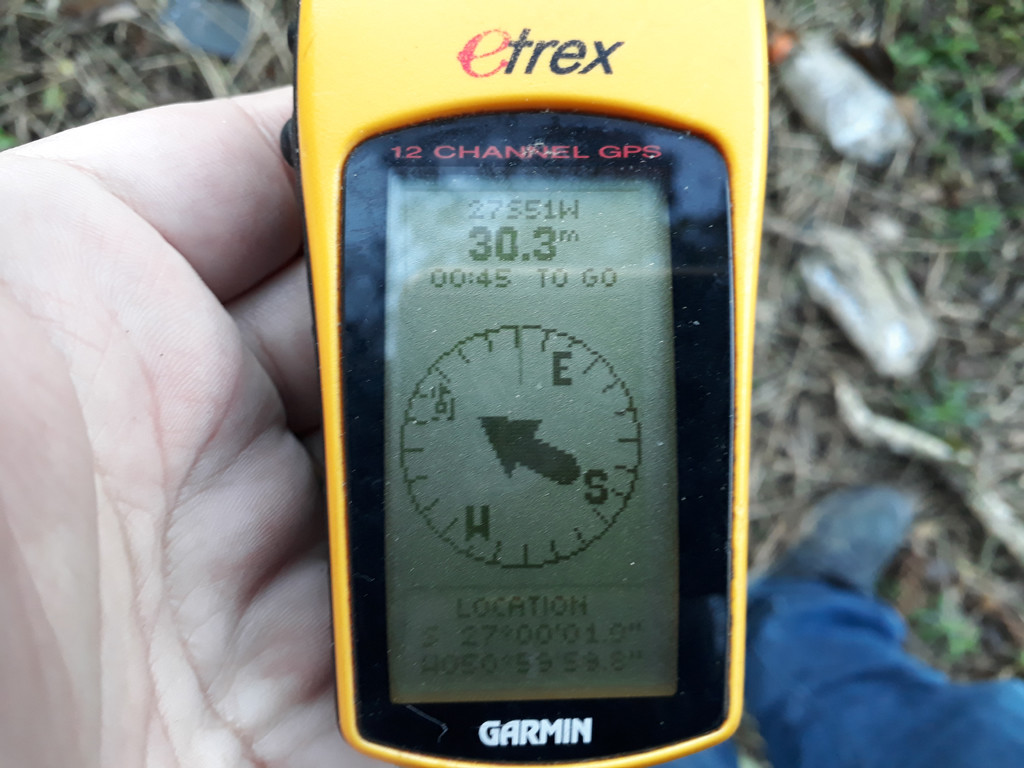 etrex
12 CHANNEL GPS
27S51W
30.3m
00:45 TO GO
E
S
W
LOCATION
S 27°00'01.0"
W050°59'59.8"
GARMIN